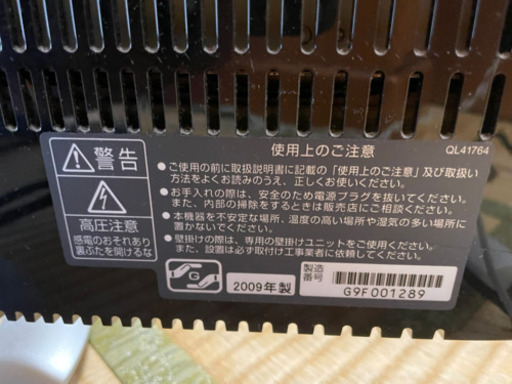 使用上のご注意
QL41764
警告
高圧注意
感電のおそれあり
裏ぶたを開けるな
●ご使用の前に取扱説明書に記載の「使用上のご注意」及び取扱い
方法をよくお読みのうえ、正しくお使いください。
●お手入れの際は、安全のため電源プラグを抜いてください。
また、内部の掃除をするときは販売店にご相談ください。
●本機器を不安定な場所、温度の高い場所や湿気の多い場所に
置かないでください。
●壁掛けの際は、専用の壁掛けユニットをご使用ください。
また、設置は必ず取付け工事業者に依頼してください。
G
2009年製
製造
番号
G9F001289